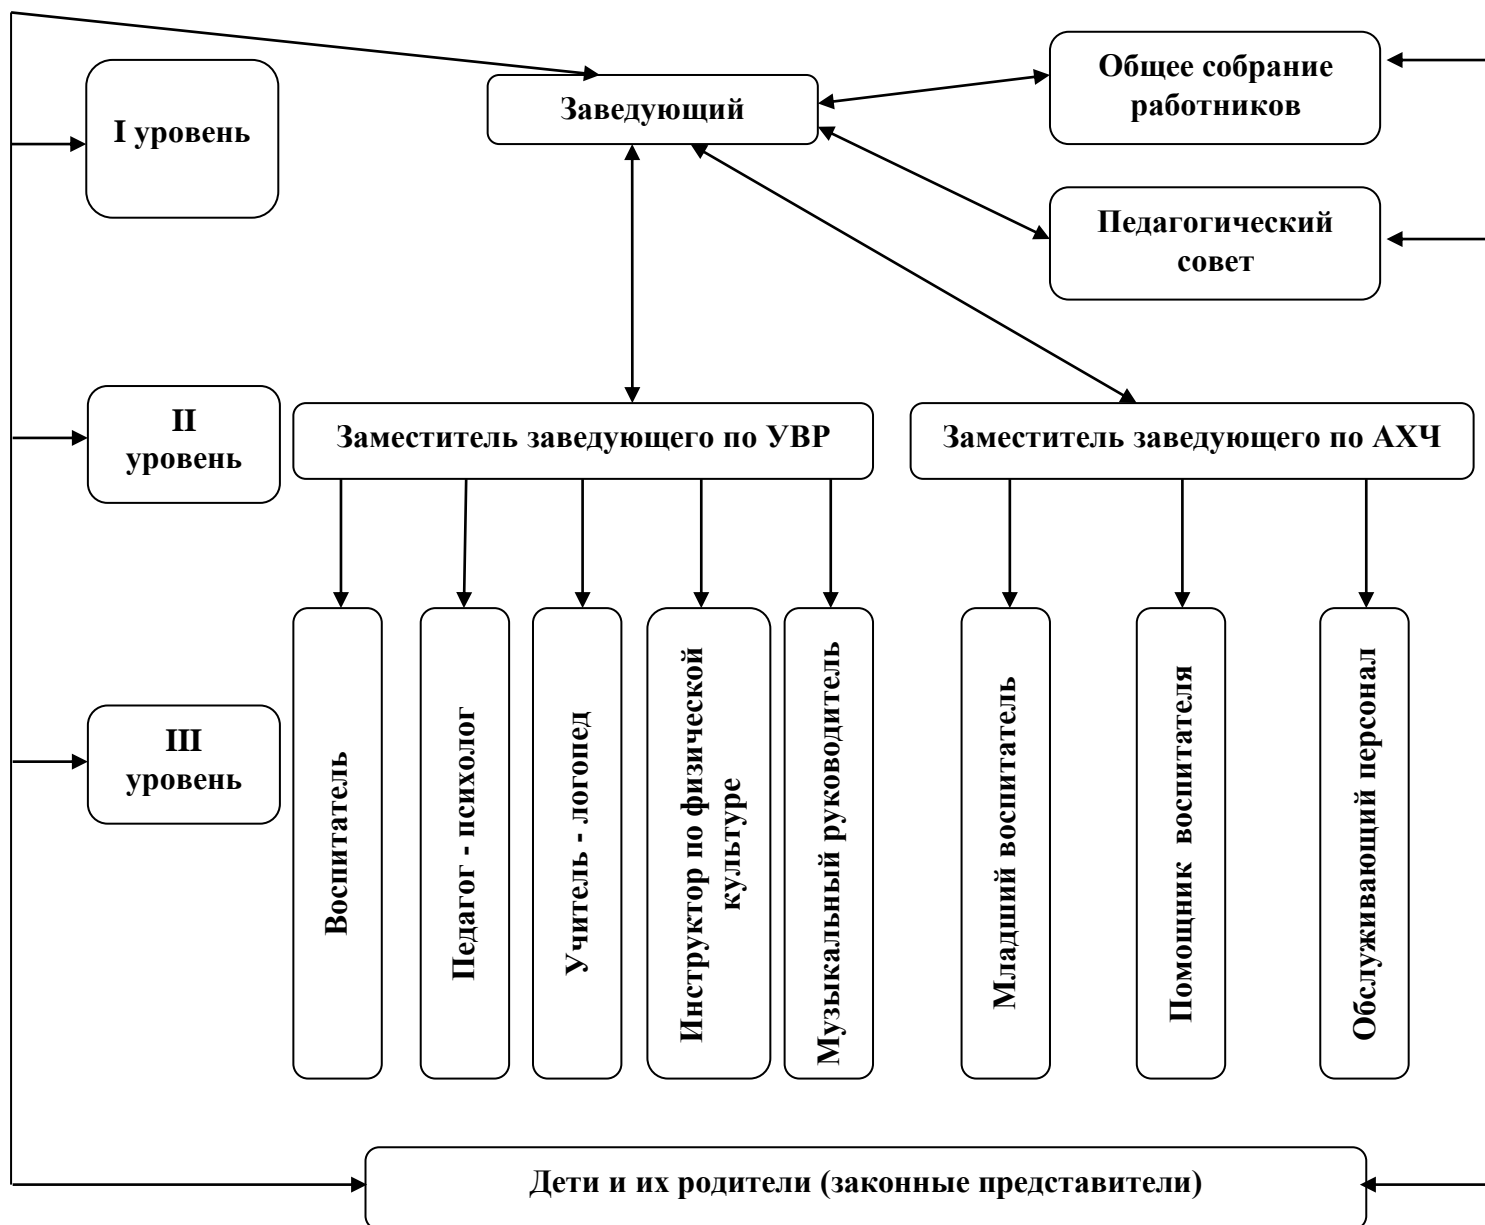 I уровень
Заведующий
Общее собрание
работников
Педагогический
совет
II
уровень
Заместитель заведующего по УВР
Заместитель заведующего по АХЧ
III
уровень
Воспитатель
Педагог - психолог
Учитель - логопед
Инструктор по физической
культуре
Музыкальный руководитель
Младший воспитатель
Помощник воспитателя
Обслуживающий персонал
Дети и их родители (законные представители)